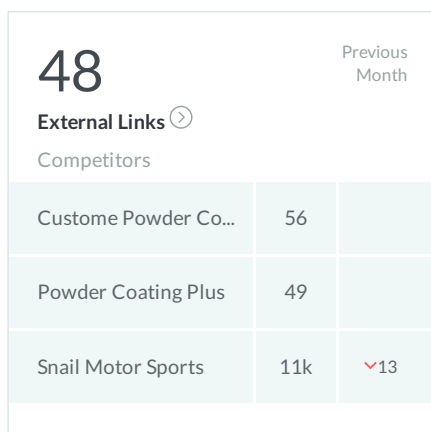 48
Previous
Month
External Links
Competitors
Custome Powder Co... 56
Powder Coating Plus 49
Snail Motor Sports 11k 13